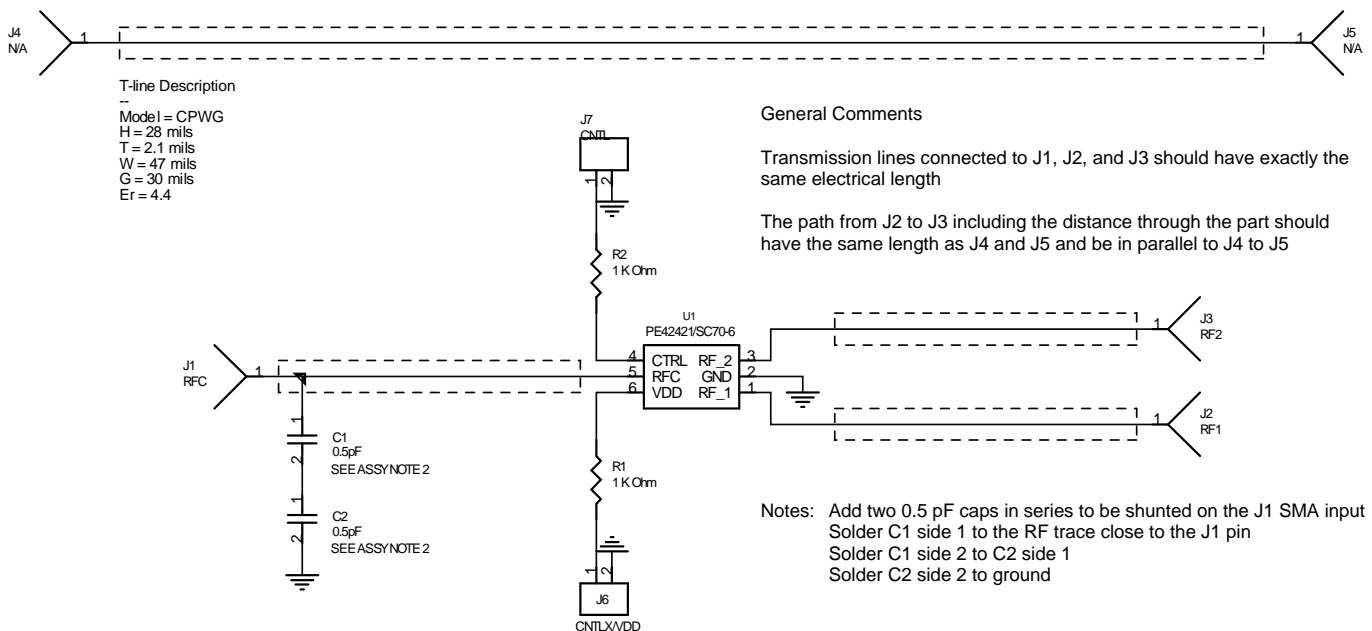 J4
N/A
1
1
J5
N/A
T-line Description
--
Model = CPWG
H = 28 mils
T = 2.1 mils
W = 47 mils
G = 30 mils
Er = 4.4
General Comments
Transmission lines connected to J1, J2, and J3 should have exactly the
same electrical length
The path from J2 to J3 including the distance through the part should
have the same length as J4 and J5 and be in parallel to J4 to J5
J7
CNTL
1
2
R2
1 K Ohm
U1
PE42421/SC70-6
4
CTRL
RF_2
3
5
RFC
GND
2
6
VDD
RF_1
1
1
J3
RF2
1
J2
RF1
J1
RFC
1
1
2
C1
0.5pF
SEE ASSY NOTE 2
1
2
C2
0.5pF
SEE ASSY NOTE 2
R1
1 K Ohm
1
2
J6
CNTLX/VDD
Notes: Add two 0.5 pF caps in series to be shunted on the J1 SMA input
Solder C1 side 1 to the RF trace close to the J1 pin
Solder C1 side 2 to C2 side 1
Solder C2 side 2 to ground